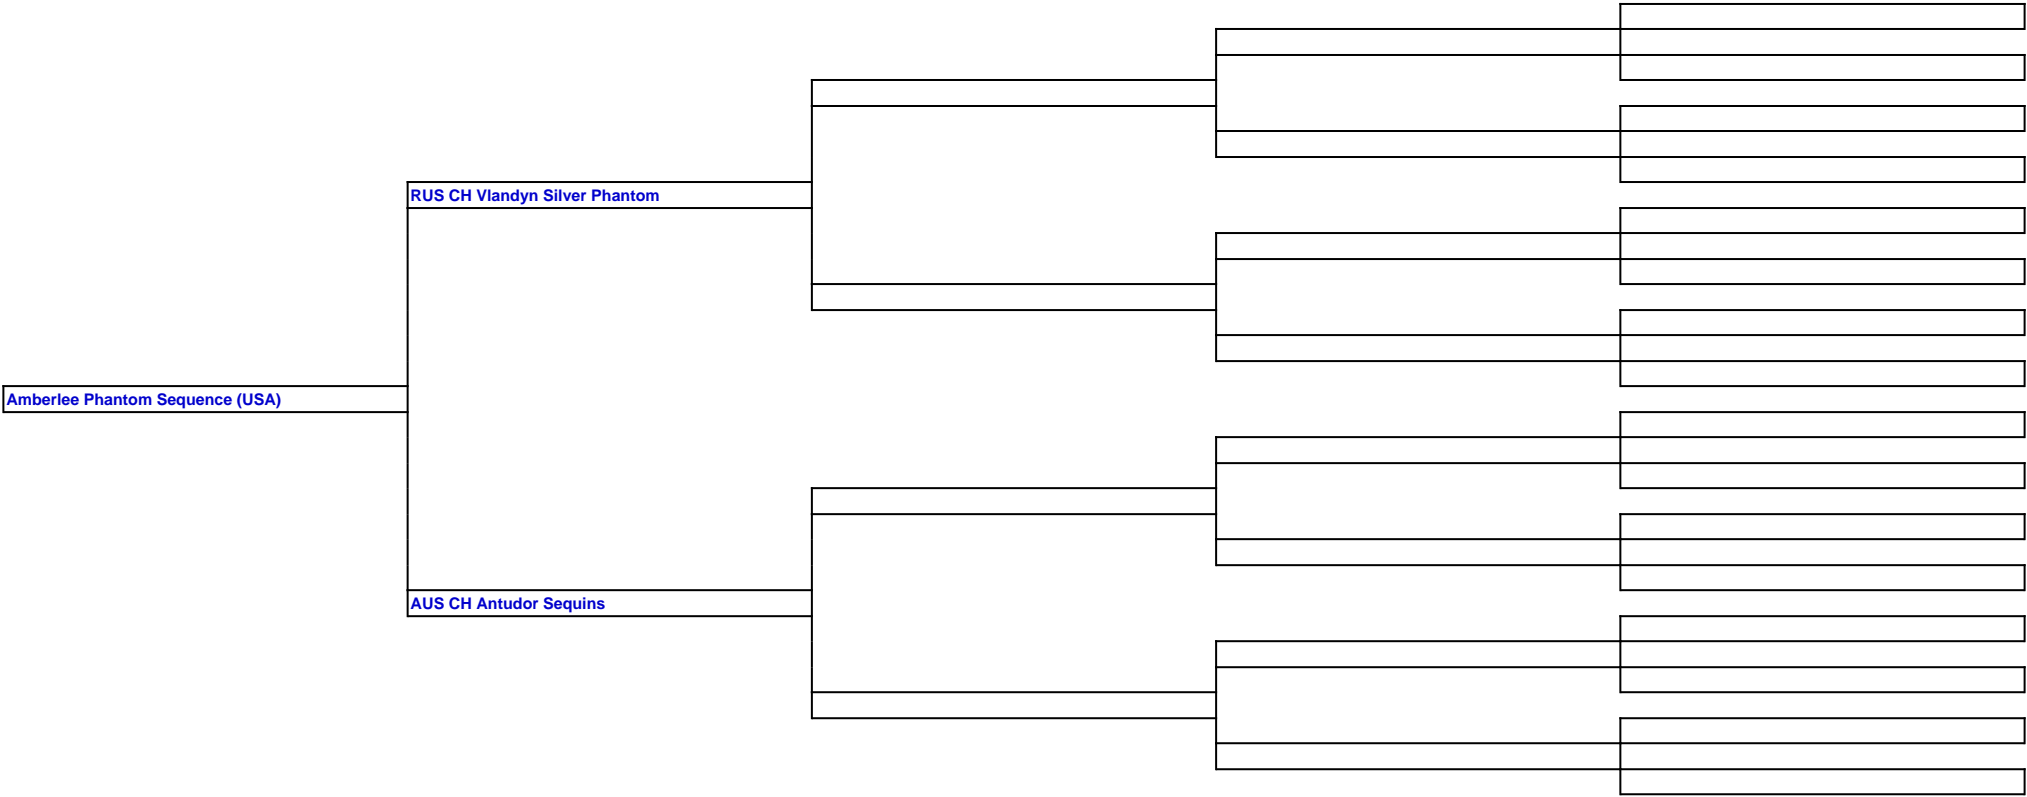 RUS CH Vlandyn Silver Phantom
Amberlee Phantom Sequence (USA)
AUS CH Antudor Sequins